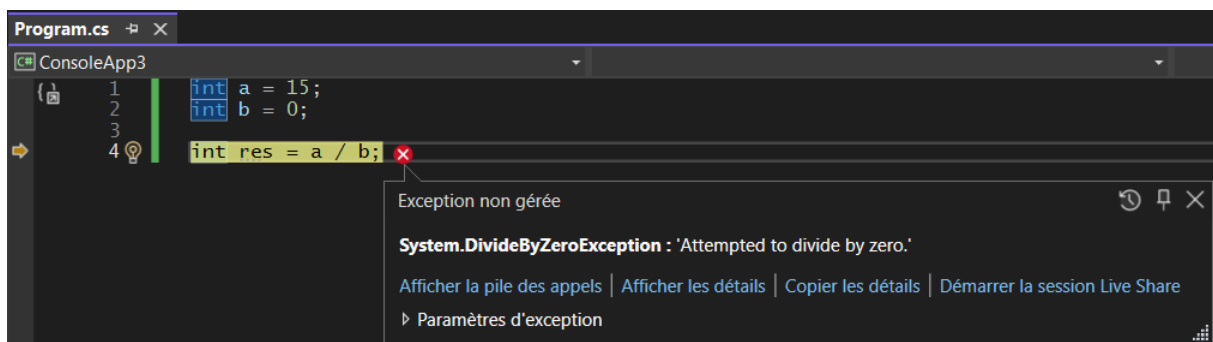 Program.cs
C# ConsoleApp3
1 int a = 15;
2 int b = 0;
3
4 int res = a / b;
Exception non gérée
System.DivideByZeroException : 'Attempted to divide by zero.'
Afficher la pile des appels | Afficher les détails | Copier les détails | Démarrer la session Live Share
Paramètres d'exception